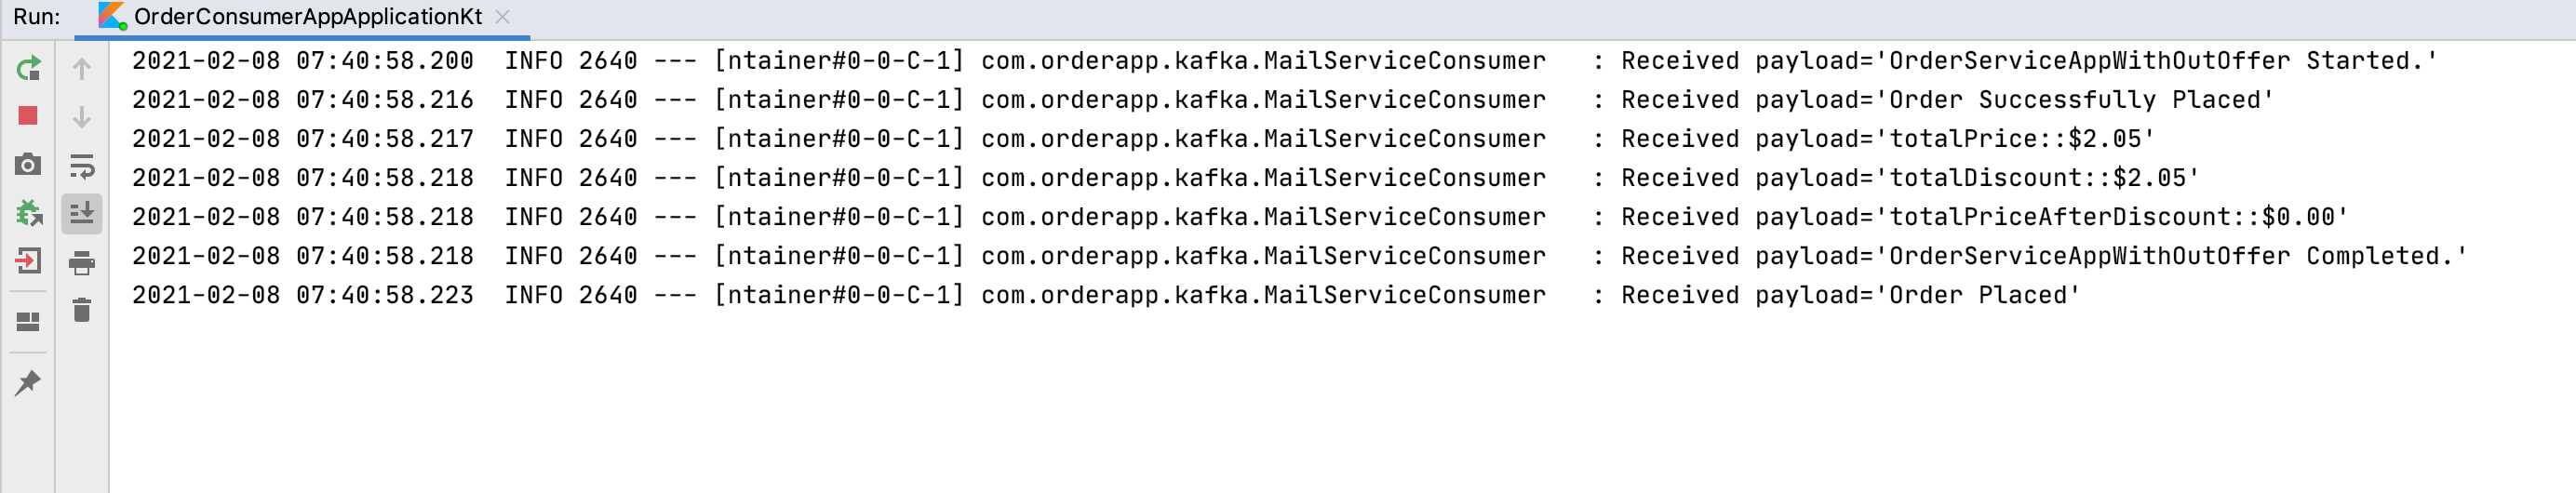 Run: OrderConsumerAppApplicationKt
2021-02-08 07:40:58.200  INFO 2640 --- [ntainer#0-0-C-1] com.orderapp.kafka.MailServiceConsumer   : Received payload='OrderServiceAppWithOutOffer Started.'
2021-02-08 07:40:58.216  INFO 2640 --- [ntainer#0-0-C-1] com.orderapp.kafka.MailServiceConsumer   : Received payload='Order Successfully Placed'
2021-02-08 07:40:58.217  INFO 2640 --- [ntainer#0-0-C-1] com.orderapp.kafka.MailServiceConsumer   : Received payload='totalPrice::$2.05'
2021-02-08 07:40:58.218  INFO 2640 --- [ntainer#0-0-C-1] com.orderapp.kafka.MailServiceConsumer   : Received payload='totalDiscount::$2.05'
2021-02-08 07:40:58.218  INFO 2640 --- [ntainer#0-0-C-1] com.orderapp.kafka.MailServiceConsumer   : Received payload='totalPriceAfterDiscount::$0.00'
2021-02-08 07:40:58.218  INFO 2640 --- [ntainer#0-0-C-1] com.orderapp.kafka.MailServiceConsumer   : Received payload='OrderServiceAppWithOutOffer Completed.'
2021-02-08 07:40:58.223  INFO 2640 --- [ntainer#0-0-C-1] com.orderapp.kafka.MailServiceConsumer   : Received payload='Order Placed'